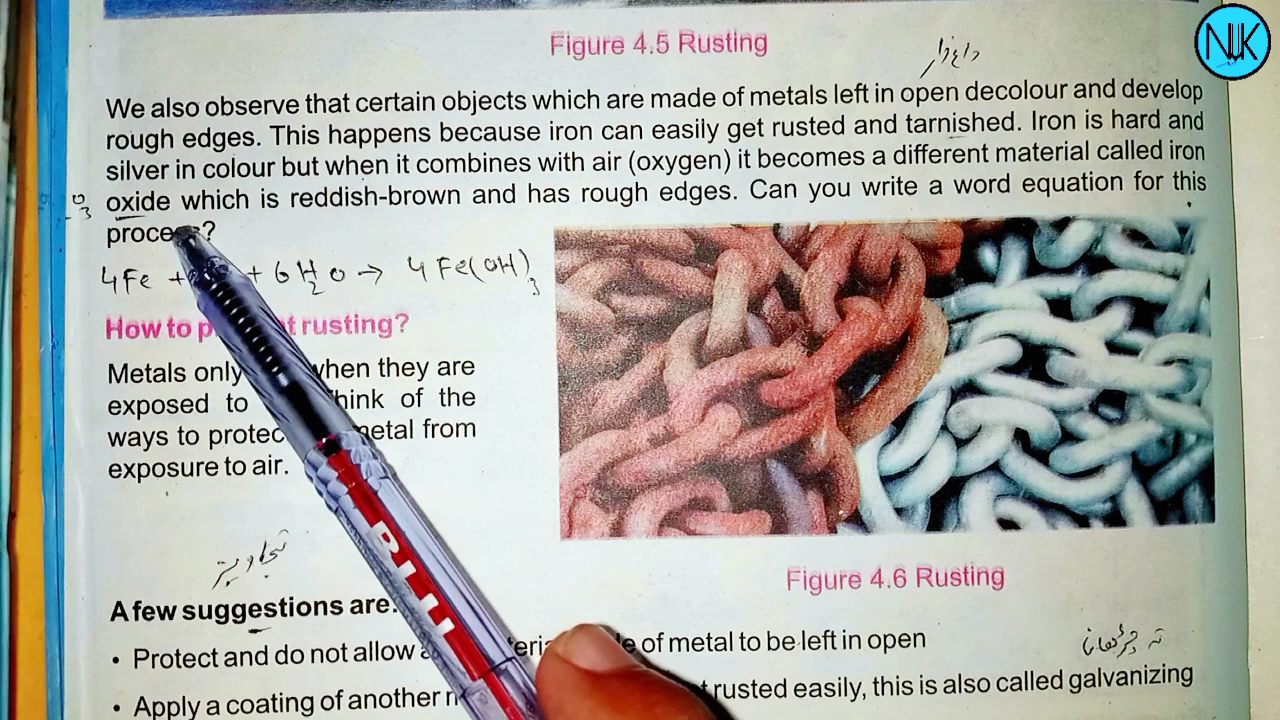 NUK
Figure 4.5 Rusting
داغدار
We also observe that certain objects which are made of metals left in open decolour and develop
rough edges. This happens because iron can easily get rusted and tarnished. Iron is hard and
silver in colour but when it combines with air (oxygen) it becomes a different material called iron
oxide which is reddish-brown and has rough edges. Can you write a word equation for this
4Fe + + 6H2O → 4Fe(OH)3
How to rusting?
Metals only when they are
exposed to think of the
ways to metal from
exposure to air.
تجاویز
Figure 4.6 Rusting
A few suggestions are:
• Protect and do not allow of metal to be left in open
• Apply a coating of another rusted easily, this is also called galvanizing